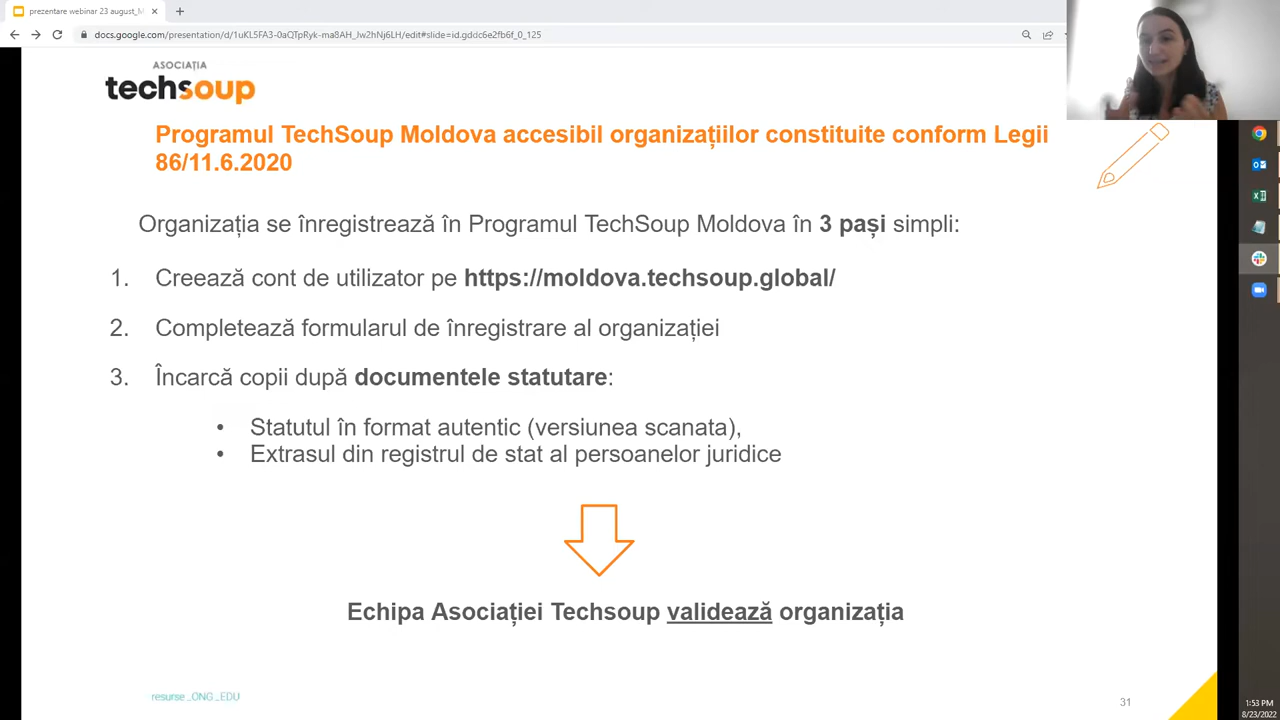 prezentare webinar 23 august_M
docs.google.com/presentation/d/1uKL5FA3-0aQTpRyk-ma8AH_Jw2hNj6LH/edit#slide=id.gddc6e2fb6f_0_125
ASOCIAȚIA
techsoup
Programul TechSoup Moldova accesibil organizațiilor constituite conform Legii
86/11.6.2020
Organizația se înregistrează în Programul TechSoup Moldova în 3 pași simpli:
1. Creează cont de utilizator pe https://moldova.techsoup.global/
2. Completează formularul de înregistrare al organizației
3. Încarcă copii după documentele statutare:
• Statutul în format autentic (versiunea scanata),
• Extrasul din registrul de stat al persoanelor juridice
Echipa Asociației Techsoup validează organizația
resurse_ONG_EDU
31
1:53 PM
8/23/2022